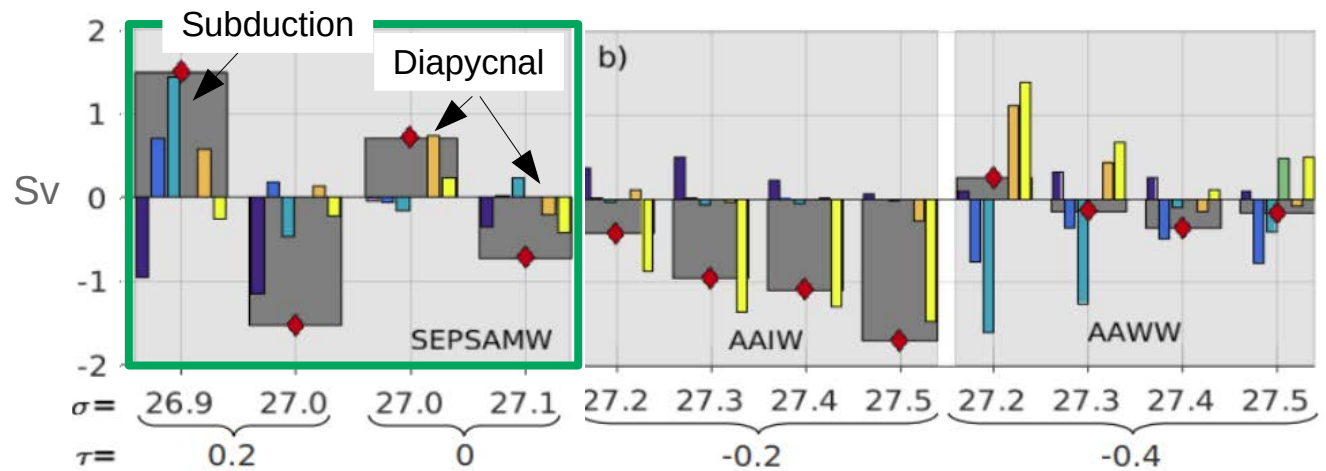 2
Subduction
Diapycnal
b)
1
Sv
0
-1
SEPSAMW
AAIW
AAWW
-2
σ= 26.9 27.0 27.0 27.1 27.2 27.3 27.4 27.5 27.2 27.3 27.4 27.5
τ= 0.2 0 -0.2 -0.4